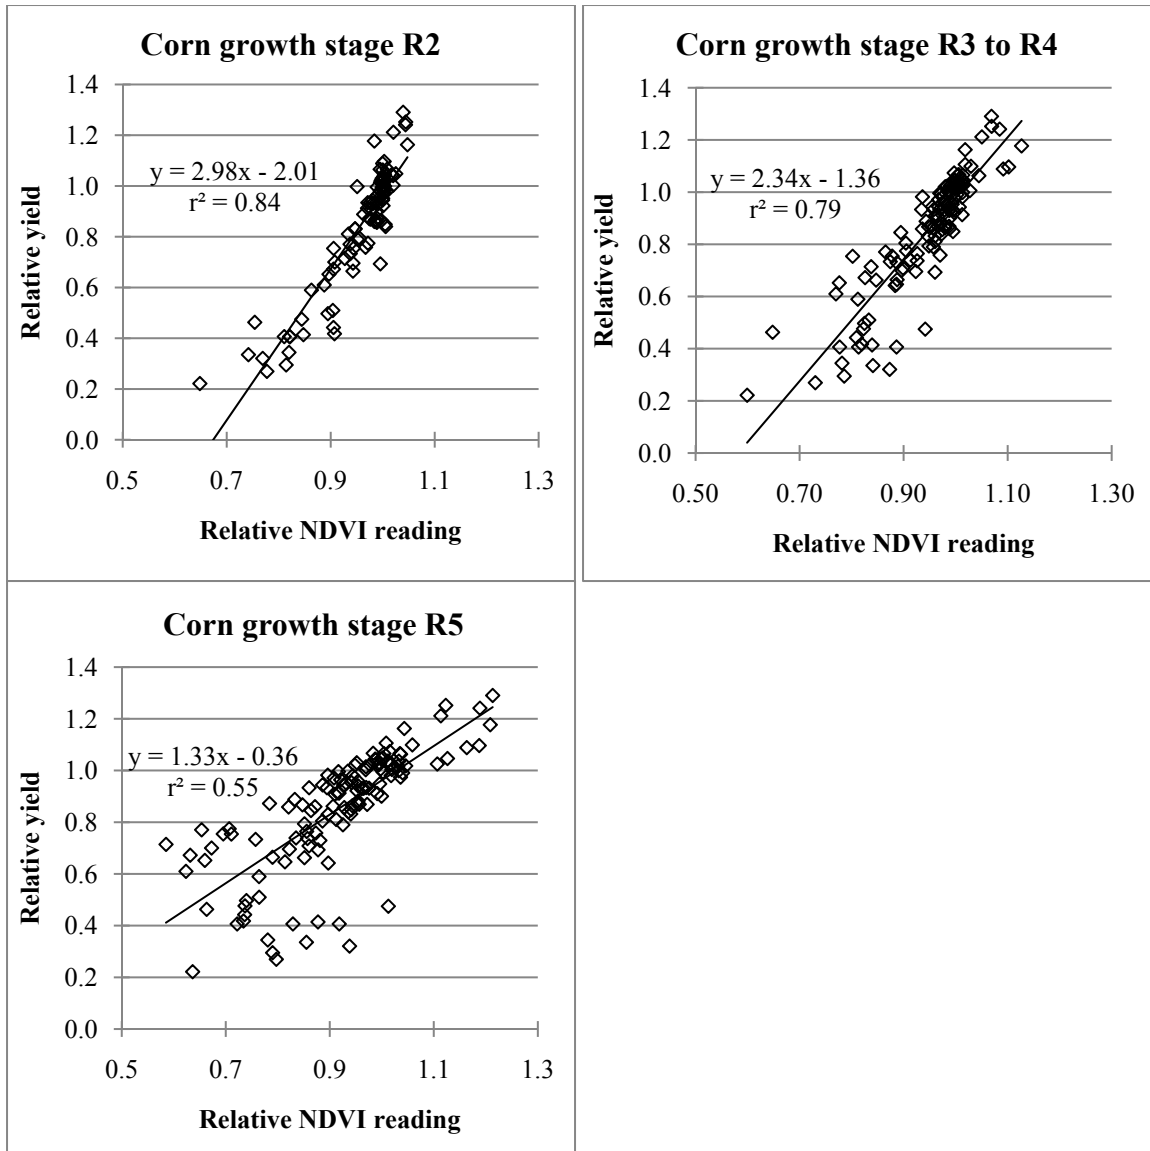 Corn growth stage R2
1.4
1.2
1.0
0.8
0.6
0.4
0.2
0.0
y = 2.98x - 2.01
r² = 0.84
Relative yield
0.5 0.7 0.9 1.1 1.3
Relative NDVI reading
Corn growth stage R3 to R4
1.4
1.2
1.0
0.8
0.6
0.4
0.2
0.0
y = 2.34x - 1.36
r² = 0.79
Relative yield
0.50 0.70 0.90 1.10 1.30
Relative NDVI reading
Corn growth stage R5
1.4
1.2
1.0
0.8
0.6
0.4
0.2
0.0
y = 1.33x - 0.36
r² = 0.55
Relative yield
0.5 0.7 0.9 1.1 1.3
Relative NDVI reading